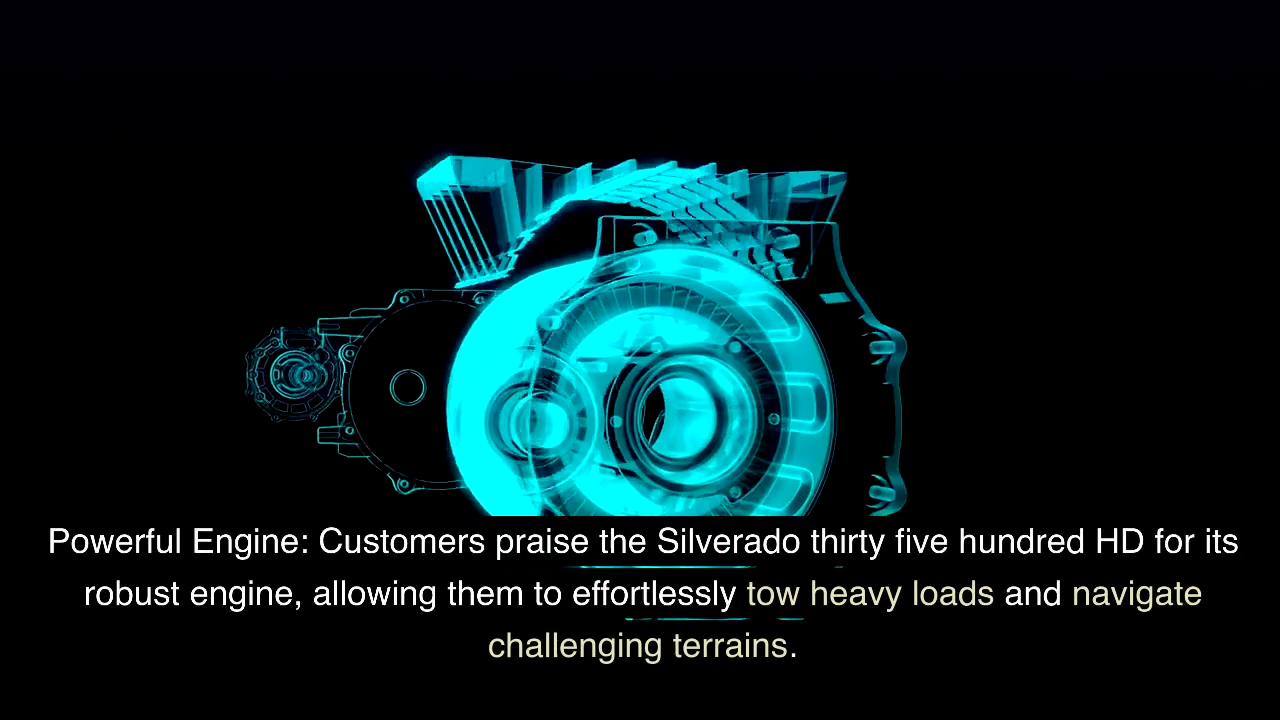 Powerful Engine: Customers praise the Silverado thirty five hundred HD for its
robust engine, allowing them to effortlessly tow heavy loads and navigate
challenging terrains.